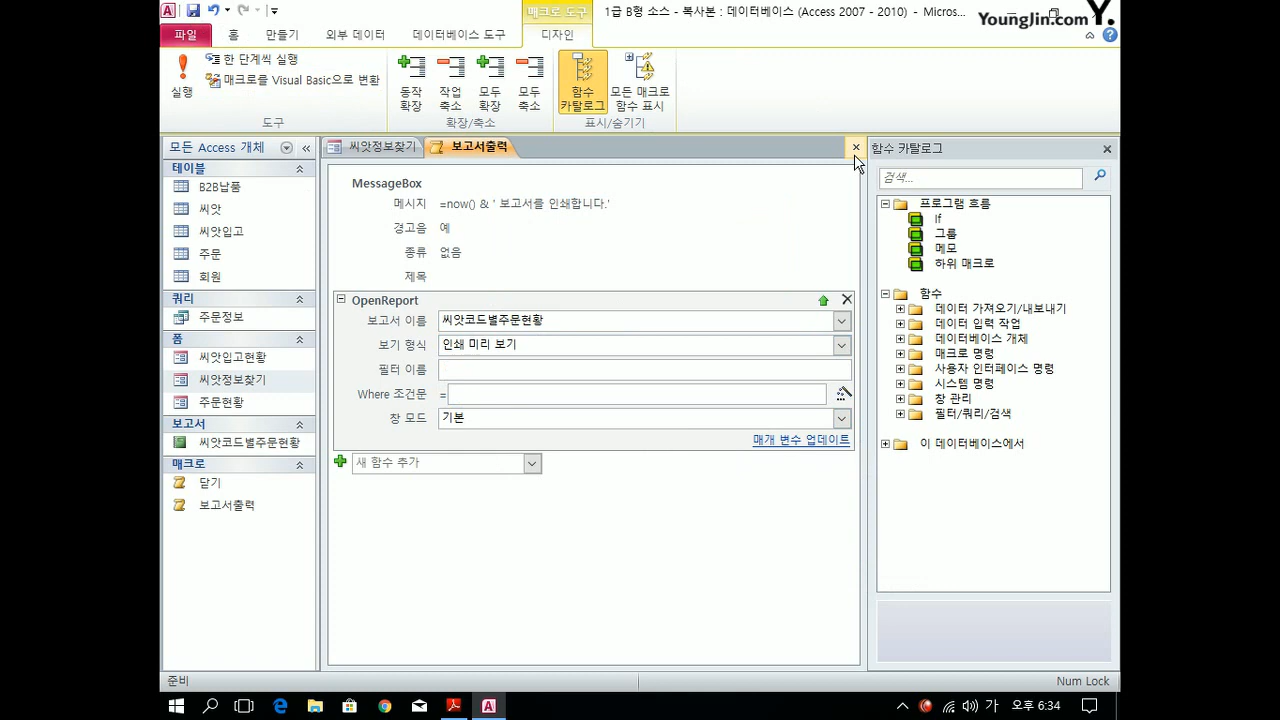 1급 B형 소스 - 복사본 : 데이터베이스 (Access 2007 - 2010) - Micros...
매크로 도구
YoungJin.com Y.
파일 홈 만들기 외부 데이터 데이터베이스 도구 디자인
실행
한 단계씩 실행
매크로를 Visual Basic으로 변환
도구
동작 확장
작업 축소
모두 확장
모두 축소
확장/축소
함수 카탈로그
모든 매크로 함수 표시
표시/숨기기
모든 Access 개체
테이블
B2B납품
씨앗
씨앗입고
주문
회원
쿼리
주문정보
폼
씨앗입고현황
씨앗정보찾기
주문현황
보고서
씨앗코드별주문현황
매크로
닫기
보고서출력
씨앗정보찾기 보고서출력
MessageBox
메시지 =now() & ' 보고서를 인쇄합니다.'
경고음 예
종류 없음
제목
OpenReport
보고서 이름 씨앗코드별주문현황
보기 형식 인쇄 미리 보기
필터 이름
Where 조건문 =
창 모드 기본
매개 변수 업데이트
새 함수 추가
함수 카탈로그
검색...
프로그램 흐름
If
그룹
메모
하위 매크로
함수
데이터 가져오기/내보내기
데이터 입력 작업
데이터베이스 개체
매크로 명령
사용자 인터페이스 명령
시스템 명령
창 관리
필터/쿼리/검색
이 데이터베이스에서
준비 Num Lock
가 오후 6:34